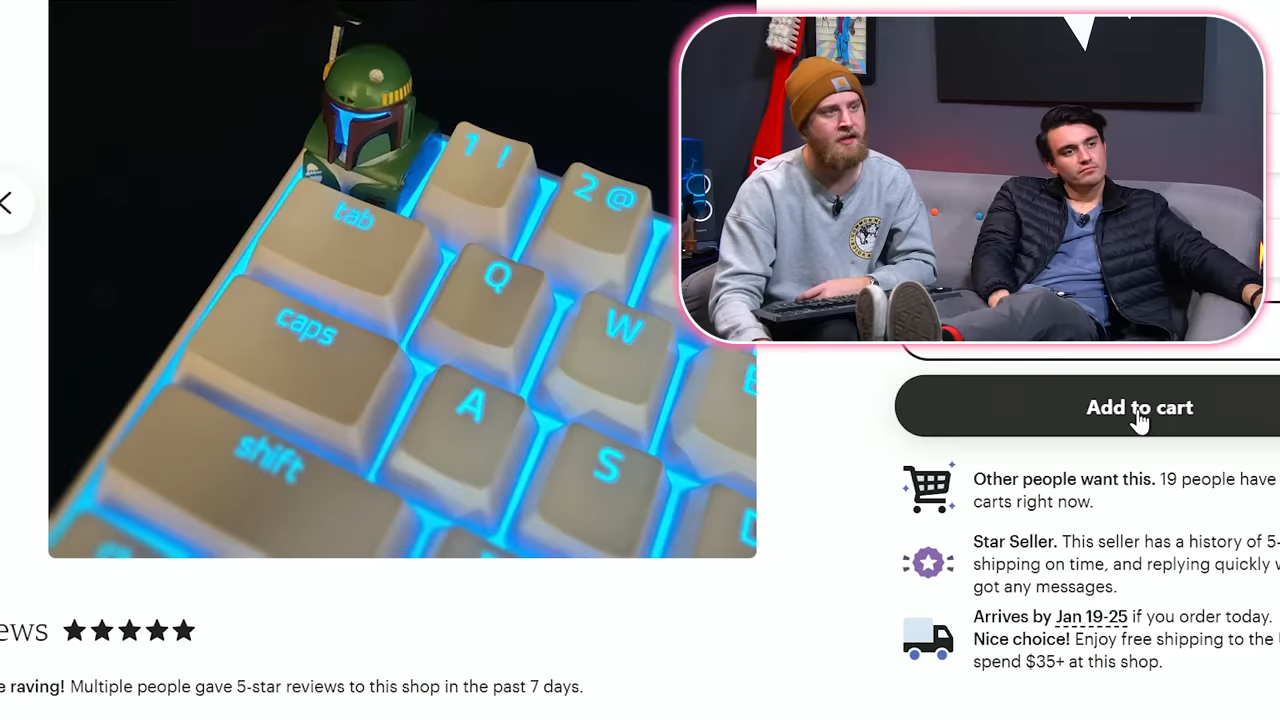 1 !
2 @
tab
Q
W
caps
A
S
shift
Add to cart
Other people want this. 19 people have
carts right now.
Star Seller. This seller has a history of 5-
shipping on time, and replying quickly
got any messages.
Arrives by Jan 19-25 if you order today.
Nice choice! Enjoy free shipping to the
spend $35+ at this shop.
ews
raving! Multiple people gave 5-star reviews to this shop in the past 7 days.